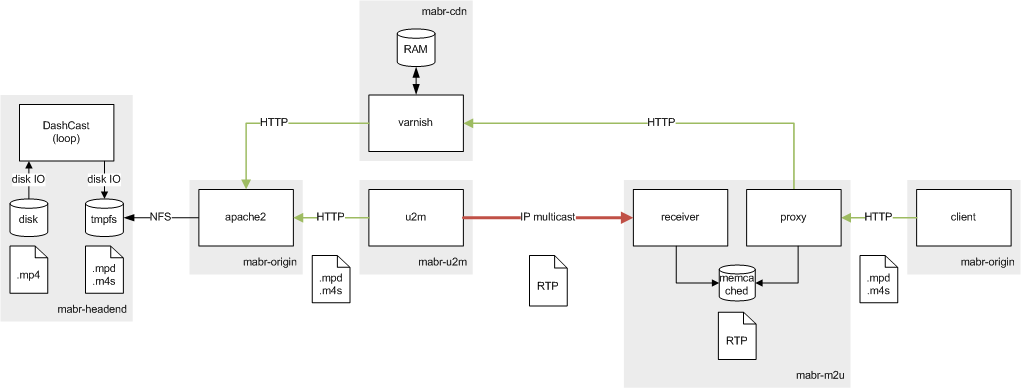 mabr-cdn
RAM
varnish
HTTP
HTTP
DashCast
(loop)
disk IO
disk IO
disk
tmpfs
.mp4
.mpd
.m4s
mabr-headend
NFS
apache2
mabr-origin
HTTP
.mpd
.m4s
u2m
mabr-u2m
IP multicast
RTP
receiver
proxy
memca
ched
RTP
mabr-m2u
HTTP
.mpd
.m4s
client
mabr-origin